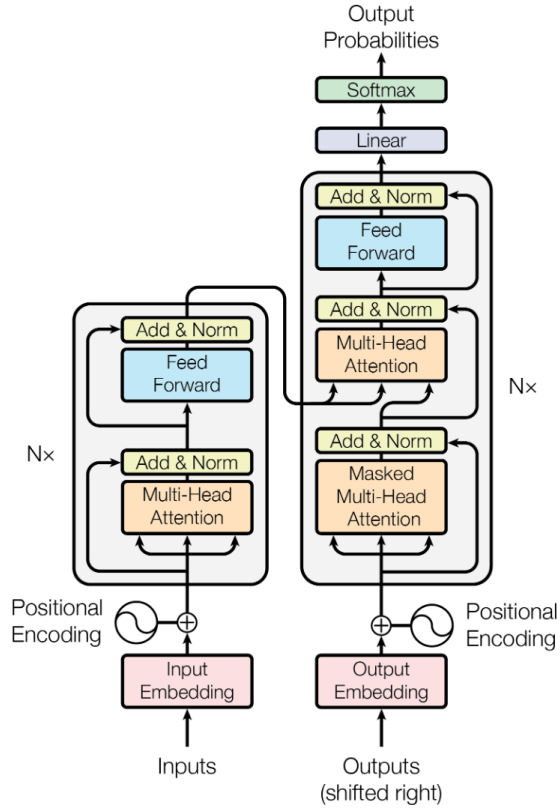 Output
Probabilities
Softmax
Linear
Add & Norm
Feed
Forward
Add & Norm
Multi-Head
Attention
Add & Norm
Masked
Multi-Head
Attention
N×
Add & Norm
Feed
Forward
Add & Norm
Multi-Head
Attention
N×
Positional
Encoding
Positional
Encoding
Input
Embedding
Output
Embedding
Inputs
Outputs
(shifted right)